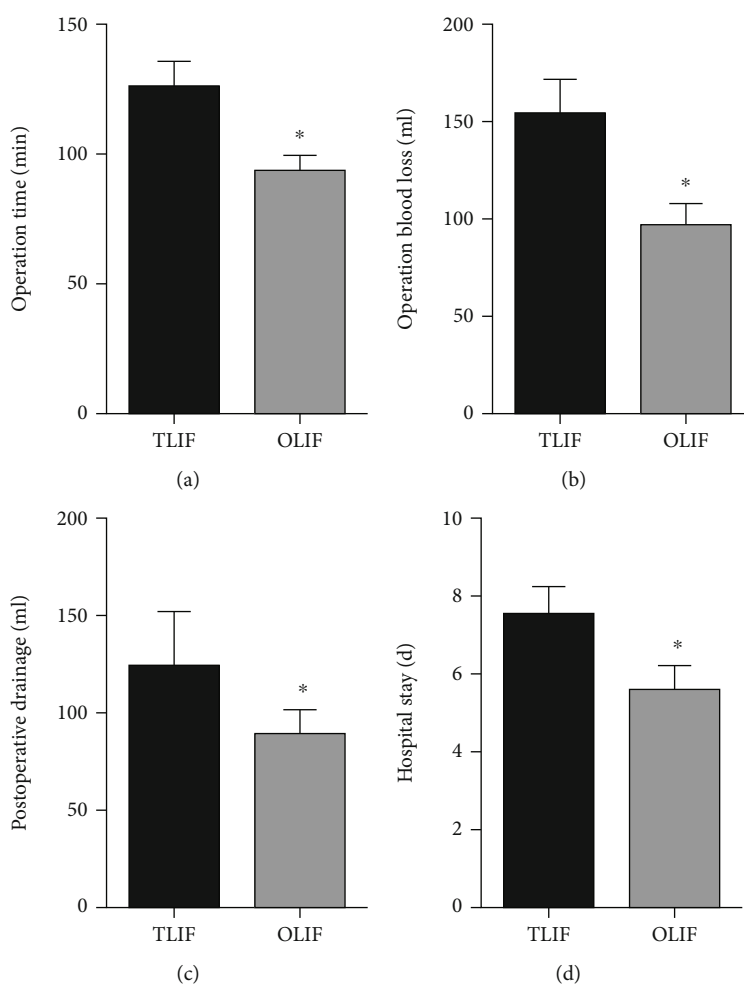 150
100
50
0
Operation time (min)
*
TLIF
OLIF
(a)
200
150
100
50
0
Operation blood loss (ml)
*
TLIF
OLIF
(b)
200
150
100
50
0
Postoperative drainage (ml)
*
TLIF
OLIF
(c)
10
8
6
4
2
0
Hospital stay (d)
*
TLIF
OLIF
(d)